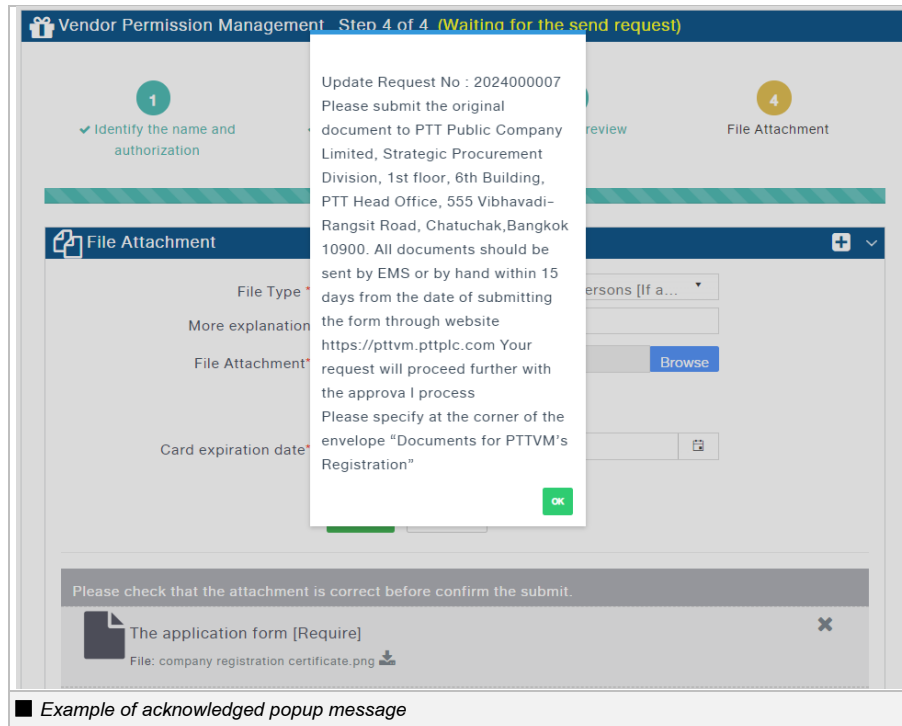 Vendor Permission Management Step 4 of 4 (Waiting for the send request)
1
✔ Identify the name and
authorization
review
4
File Attachment
Update Request No : 2024000007
Please submit the original
document to PTT Public Company
Limited, Strategic Procurement
Division, 1st floor, 6th Building,
PTT Head Office, 555 Vibhavadi-
Rangsit Road, Chatuchak,Bangkok
10900. All documents should be
sent by EMS or by hand within 15
days from the date of submitting
the form through website
https://pttvm.pttplc.com Your
request will proceed further with
the approva l process
Please specify at the corner of the
envelope “Documents for PTTVM’s
Registration”
OK
File Attachment
File Type *
ersons [If a...
More explanation
File Attachment*
Browse
Card expiration date*
Please check that the attachment is correct before confirm the submit.
The application form [Require]
File: company registration certificate.png
Example of acknowledged popup message